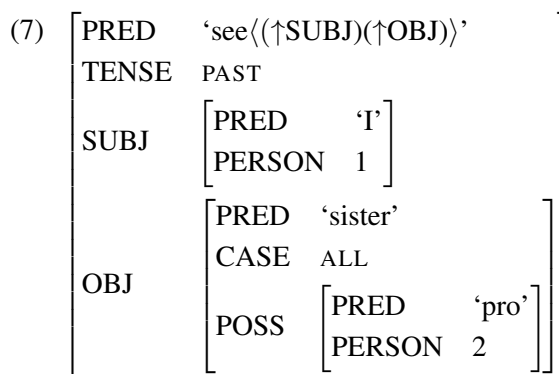 (7) PRED ‘see⟨(↑SUBJ)(↑OBJ)⟩’
TENSE PAST
SUBJ PRED ‘I’
PERSON 1
OBJ PRED ‘sister’
CASE ALL
POSS PRED ‘pro’
PERSON 2